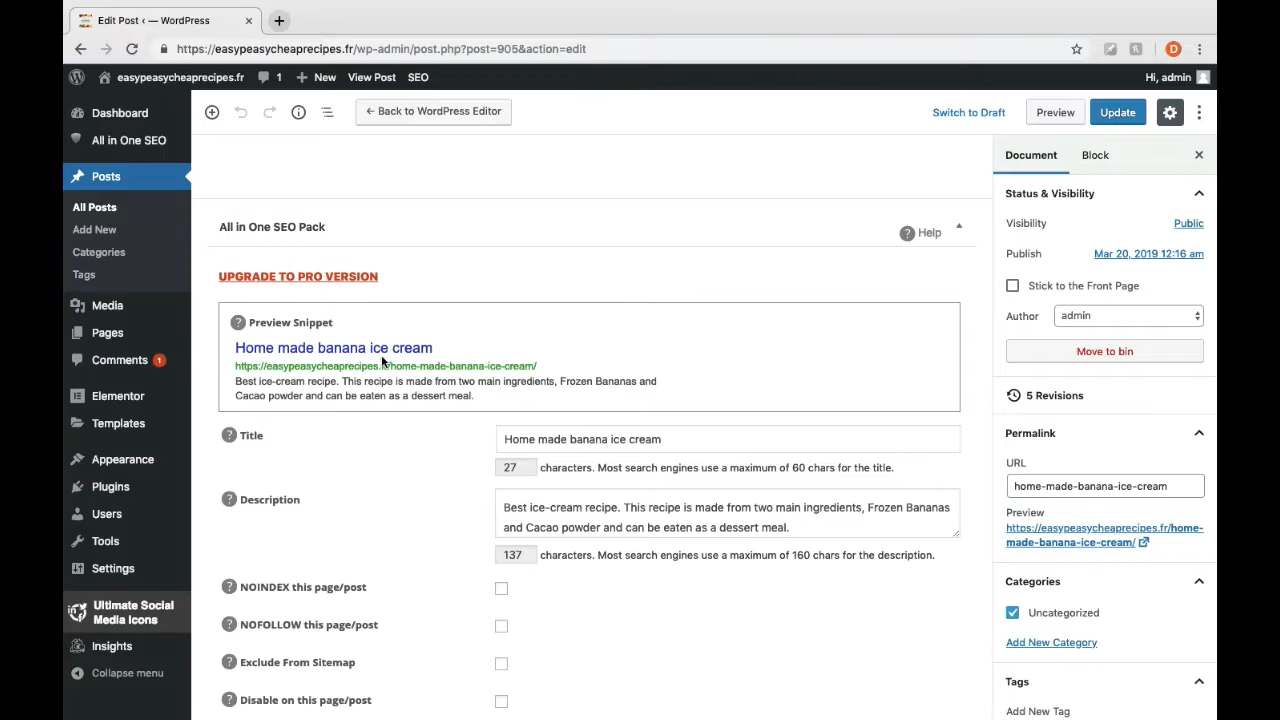 Edit Post ‹ — WordPress
https://easypeasycheaprecipes.fr/wp-admin/post.php?post=905&action=edit
D
easypeasycheaprecipes.fr
1
New
View Post
SEO
Hi, admin
Dashboard
All in One SEO
Posts
All Posts
Add New
Categories
Tags
Media
Pages
Comments 1
Elementor
Templates
Appearance
Plugins
Users
Tools
Settings
Ultimate Social
Media Icons
Insights
Collapse menu
← Back to WordPress Editor
Switch to Draft
Preview
Update
All in One SEO Pack
Help
UPGRADE TO PRO VERSION
Preview Snippet
Home made banana ice cream
https://easypeasycheaprecipes.fr/home-made-banana-ice-cream/
Best ice-cream recipe. This recipe is made from two main ingredients, Frozen Bananas and
Cacao powder and can be eaten as a dessert meal.
Title
Home made banana ice cream
27 characters. Most search engines use a maximum of 60 chars for the title.
Description
Best ice-cream recipe. This recipe is made from two main ingredients, Frozen Bananas
and Cacao powder and can be eaten as a dessert meal.
137 characters. Most search engines use a maximum of 160 chars for the description.
NOINDEX this page/post
NOFOLLOW this page/post
Exclude From Sitemap
Disable on this page/post
Document
Block
Status & Visibility
Visibility
Public
Publish
Mar 20, 2019 12:16 am
Stick to the Front Page
Author
admin
Move to bin
5 Revisions
Permalink
URL
home-made-banana-ice-cream
Preview
https://easypeasycheaprecipes.fr/home-
made-banana-ice-cream/
Categories
Uncategorized
Add New Category
Tags
Add New Tag